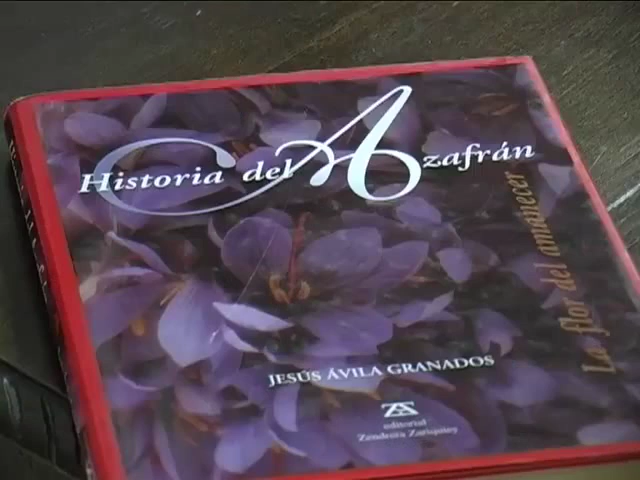 Historia del Azafrán
La flor del amanecer
JESÚS ÁVILA GRANADOS
editorial
Zendrera Zariquiey